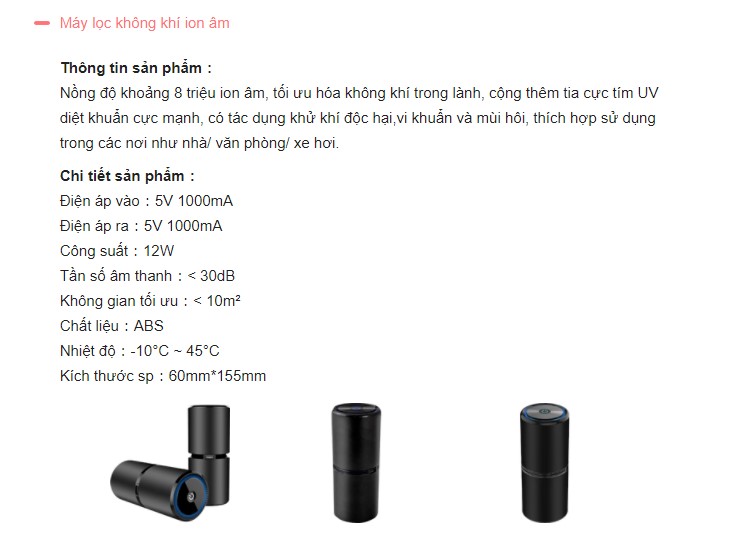 Máy lọc không khí ion âm
Thông tin sản phẩm :
Nồng độ khoảng 8 triệu ion âm, tối ưu hóa không khí trong lành, cộng thêm tia cực tím UV
diệt khuẩn cực mạnh, có tác dụng khử khí độc hại,vi khuẩn và mùi hôi, thích hợp sử dụng
trong các nơi như nhà/ văn phòng/ xe hơi.
Chi tiết sản phẩm :
Điện áp vào : 5V 1000mA
Điện áp ra : 5V 1000mA
Công suất : 12W
Tần số âm thanh : < 30dB
Không gian tối ưu : < 10m²
Chất liệu : ABS
Nhiệt độ : -10°C ~ 45°C
Kích thước sp : 60mm*155mm